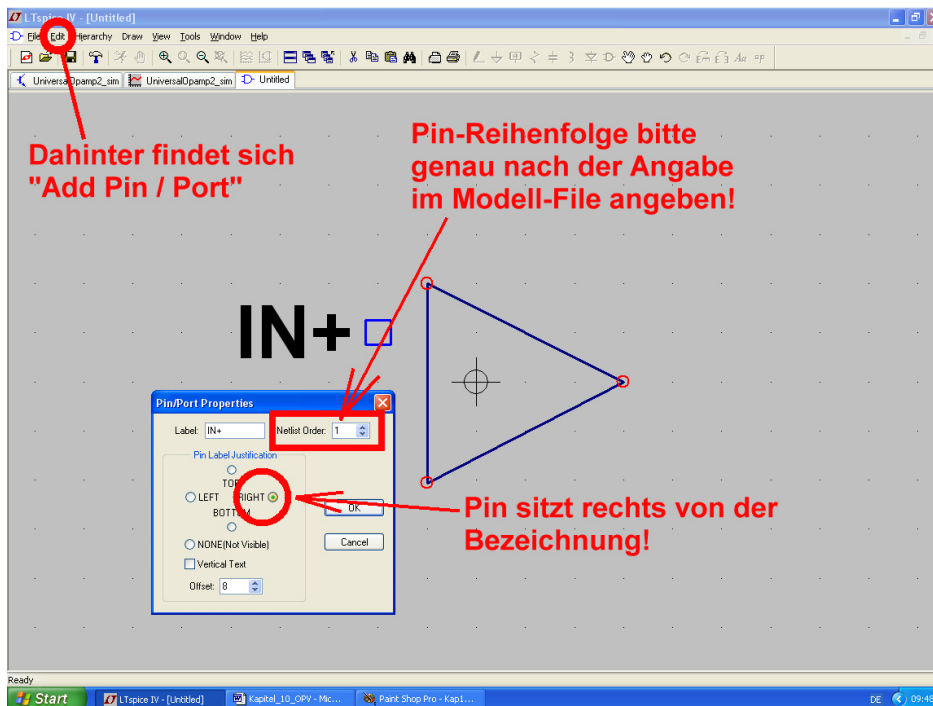 LTspice IV - [Untitled]
File Edit Hierarchy Draw View Tools Window Help
UniversalOpamp2_sim UniversalOpamp2_sim Untitled
Dahinter findet sich
"Add Pin / Port"
Pin-Reihenfolge bitte
genau nach der Angabe
im Modell-File angeben!
IN+
Pin/Port Properties
Label: IN+ Netlist Order: 1
Pin Label Justification
TOP
LEFT RIGHT
BOTTOM
NONE(Not Visible)
Vertical Text
Offset: 8
OK
Cancel
Pin sitzt rechts von der
Bezeichnung!
Ready
Start LTspice IV - [Untitled] Kapitel_10_OPV - Mic... Paint Shop Pro - Kap1... DE 09:48